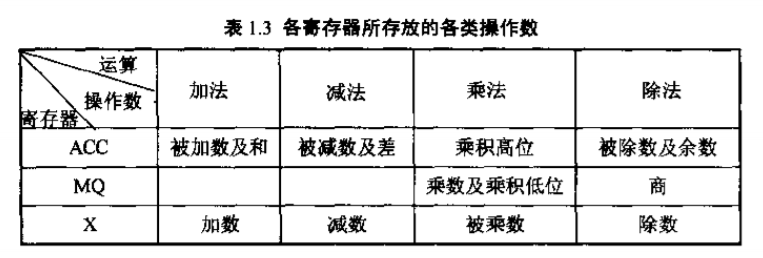 表 1.3 各寄存器所存放的各类操作数
运算
操作数
寄存器
加法 减法 乘法 除法
ACC 被加数及和 被减数及差 乘积高位 被除数及余数
MQ 乘数及乘积低位 商
X 加数 减数 被乘数 除数